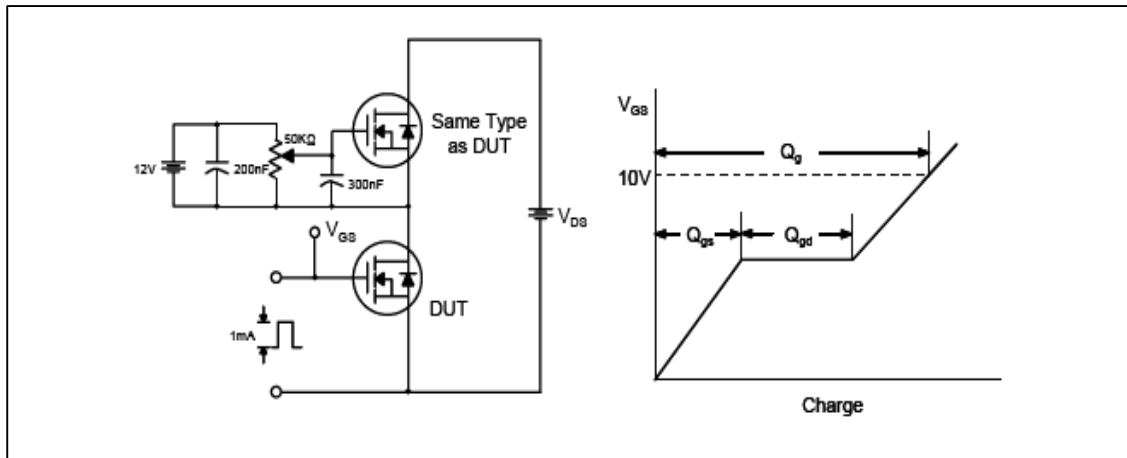 Same Type
as DUT
50KΩ
12V
200nF
300nF
V_GS
V_DS
DUT
1mA
V_GS
Q_g
10V
Q_gs
Q_gd
Charge